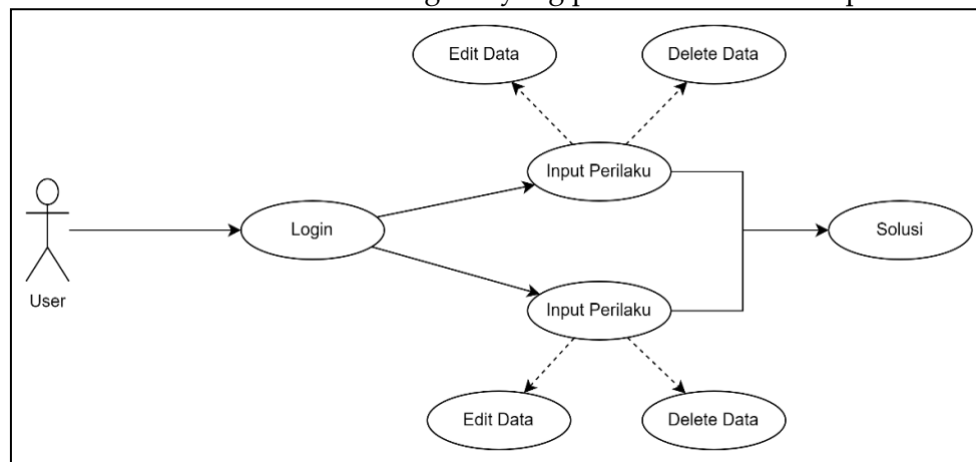 Edit Data
Delete Data
Input Perilaku
Login
Solusi
User
Input Perilaku
Edit Data
Delete Data